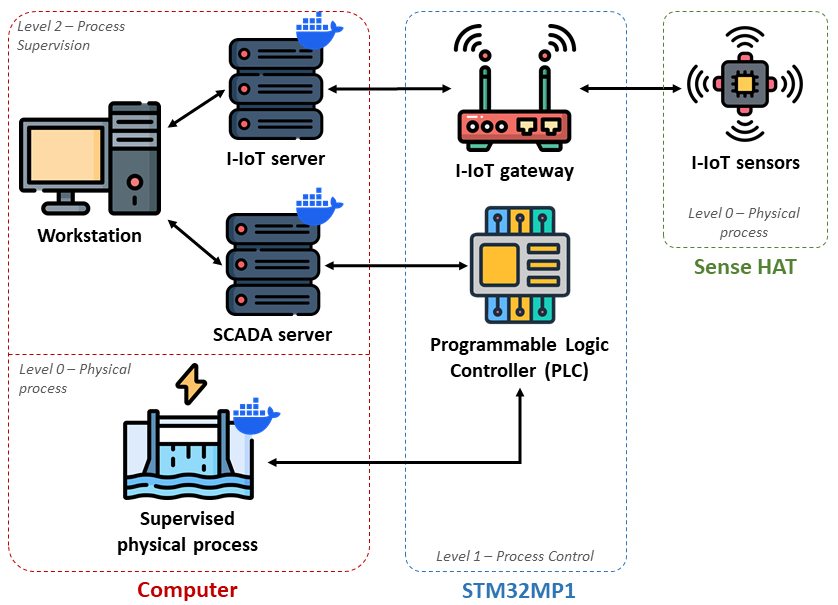 Level 2 – Process
Supervision
I-IoT server
Workstation
SCADA server
Level 0 – Physical
process
Supervised
physical process
Computer
I-IoT gateway
Programmable Logic
Controller (PLC)
Level 1 – Process Control
STM32MP1
I-IoT sensors
Level 0 – Physical
process
Sense HAT